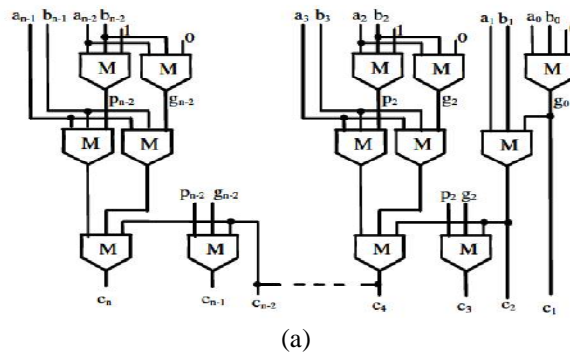 aₙ₋₁ bₙ₋₁ aₙ₋₂ bₙ₋₂ a₃ b₃ a₂ b₂ a₁ b₁ a₀ b₀
1 0 1 0
M M M M M
pₙ₋₂ gₙ₋₂ p₂ g₂ g₀
M M M M M
pₙ₋₂ gₙ₋₂ p₂ g₂
M M M M
cₙ cₙ₋₁ cₙ₋₂ c₄ c₃ c₂ c₁
(a)